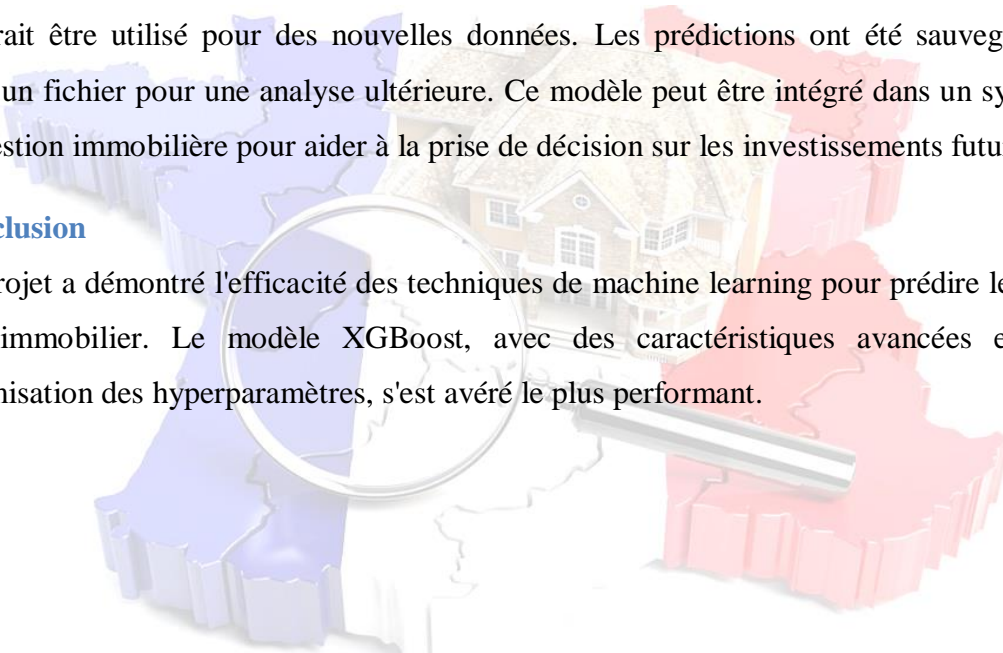 rait être utilisé pour des nouvelles données. Les prédictions ont été sauveg
un fichier pour une analyse ultérieure. Ce modèle peut être intégré dans un sy
estion immobilière pour aider à la prise de décision sur les investissements futu
clusion
rojet a démontré l'efficacité des techniques de machine learning pour prédire le
immobilier. Le modèle XGBoost, avec des caractéristiques avancées e
nisation des hyperparamètres, s'est avéré le plus performant.